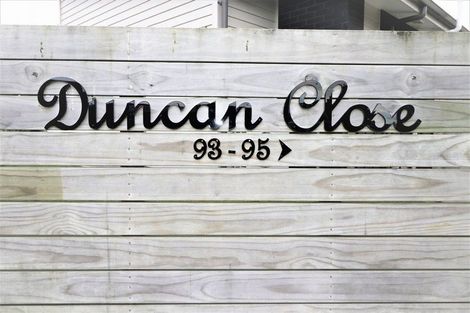 Duncan Close
93 - 95 >